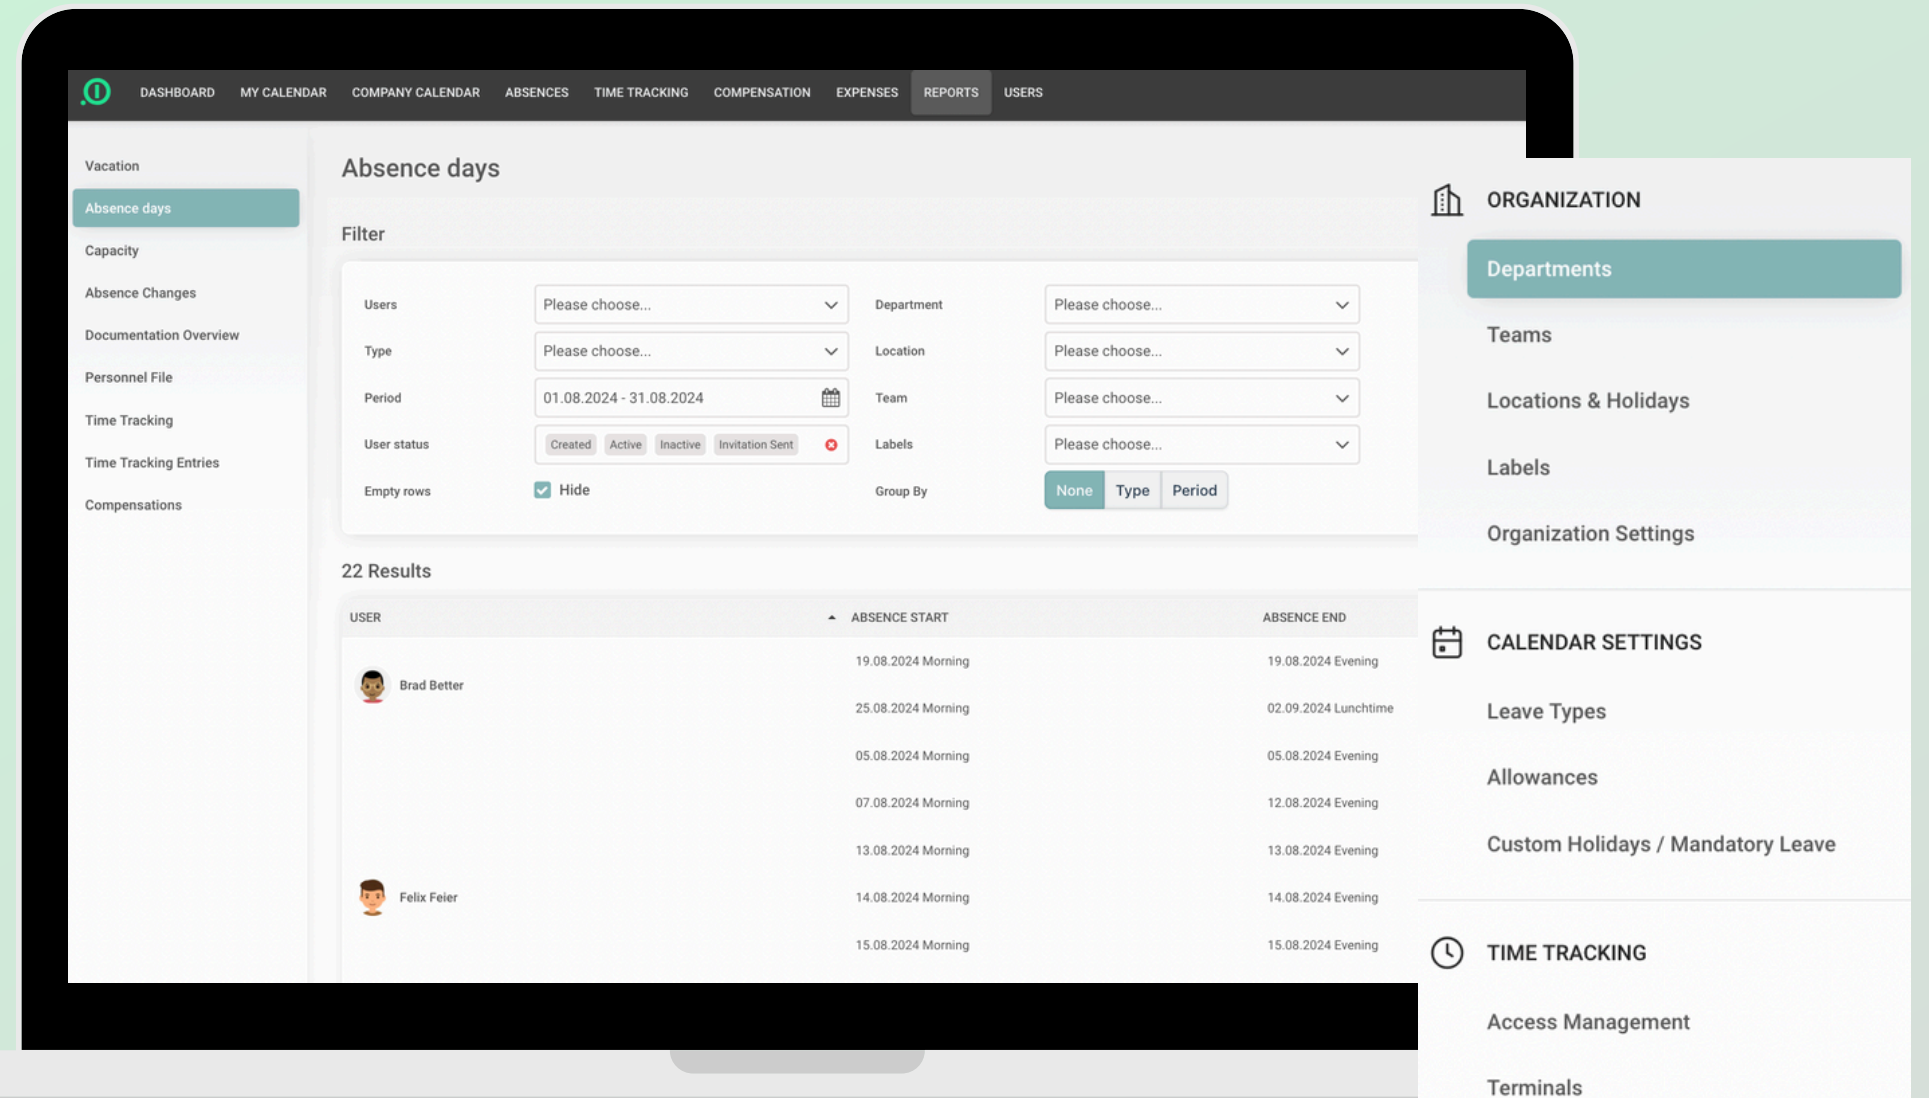 DASHBOARD MY CALENDAR COMPANY CALENDAR ABSENCES TIME TRACKING COMPENSATION EXPENSES REPORTS USERS
Vacation
Absence days
Capacity
Absence Changes
Documentation Overview
Personnel File
Time Tracking
Time Tracking Entries
Compensations
Absence days
Filter
Users Please choose... Department Please choose...
Type Please choose... Location Please choose...
Period 01.08.2024 - 31.08.2024 Team Please choose...
User status Created Active Inactive Invitation Sent Labels Please choose...
Empty rows Hide Group By None Type Period
22 Results
USER ABSENCE START ABSENCE END
19.08.2024 Morning 19.08.2024 Evening
Brad Better
25.08.2024 Morning 02.09.2024 Lunchtime
05.08.2024 Morning 05.08.2024 Evening
07.08.2024 Morning 12.08.2024 Evening
13.08.2024 Morning 13.08.2024 Evening
Felix Feier 14.08.2024 Morning 14.08.2024 Evening
15.08.2024 Morning 15.08.2024 Evening
ORGANIZATION
Departments
Teams
Locations & Holidays
Labels
Organization Settings
CALENDAR SETTINGS
Leave Types
Allowances
Custom Holidays / Mandatory Leave
TIME TRACKING
Access Management
Terminals